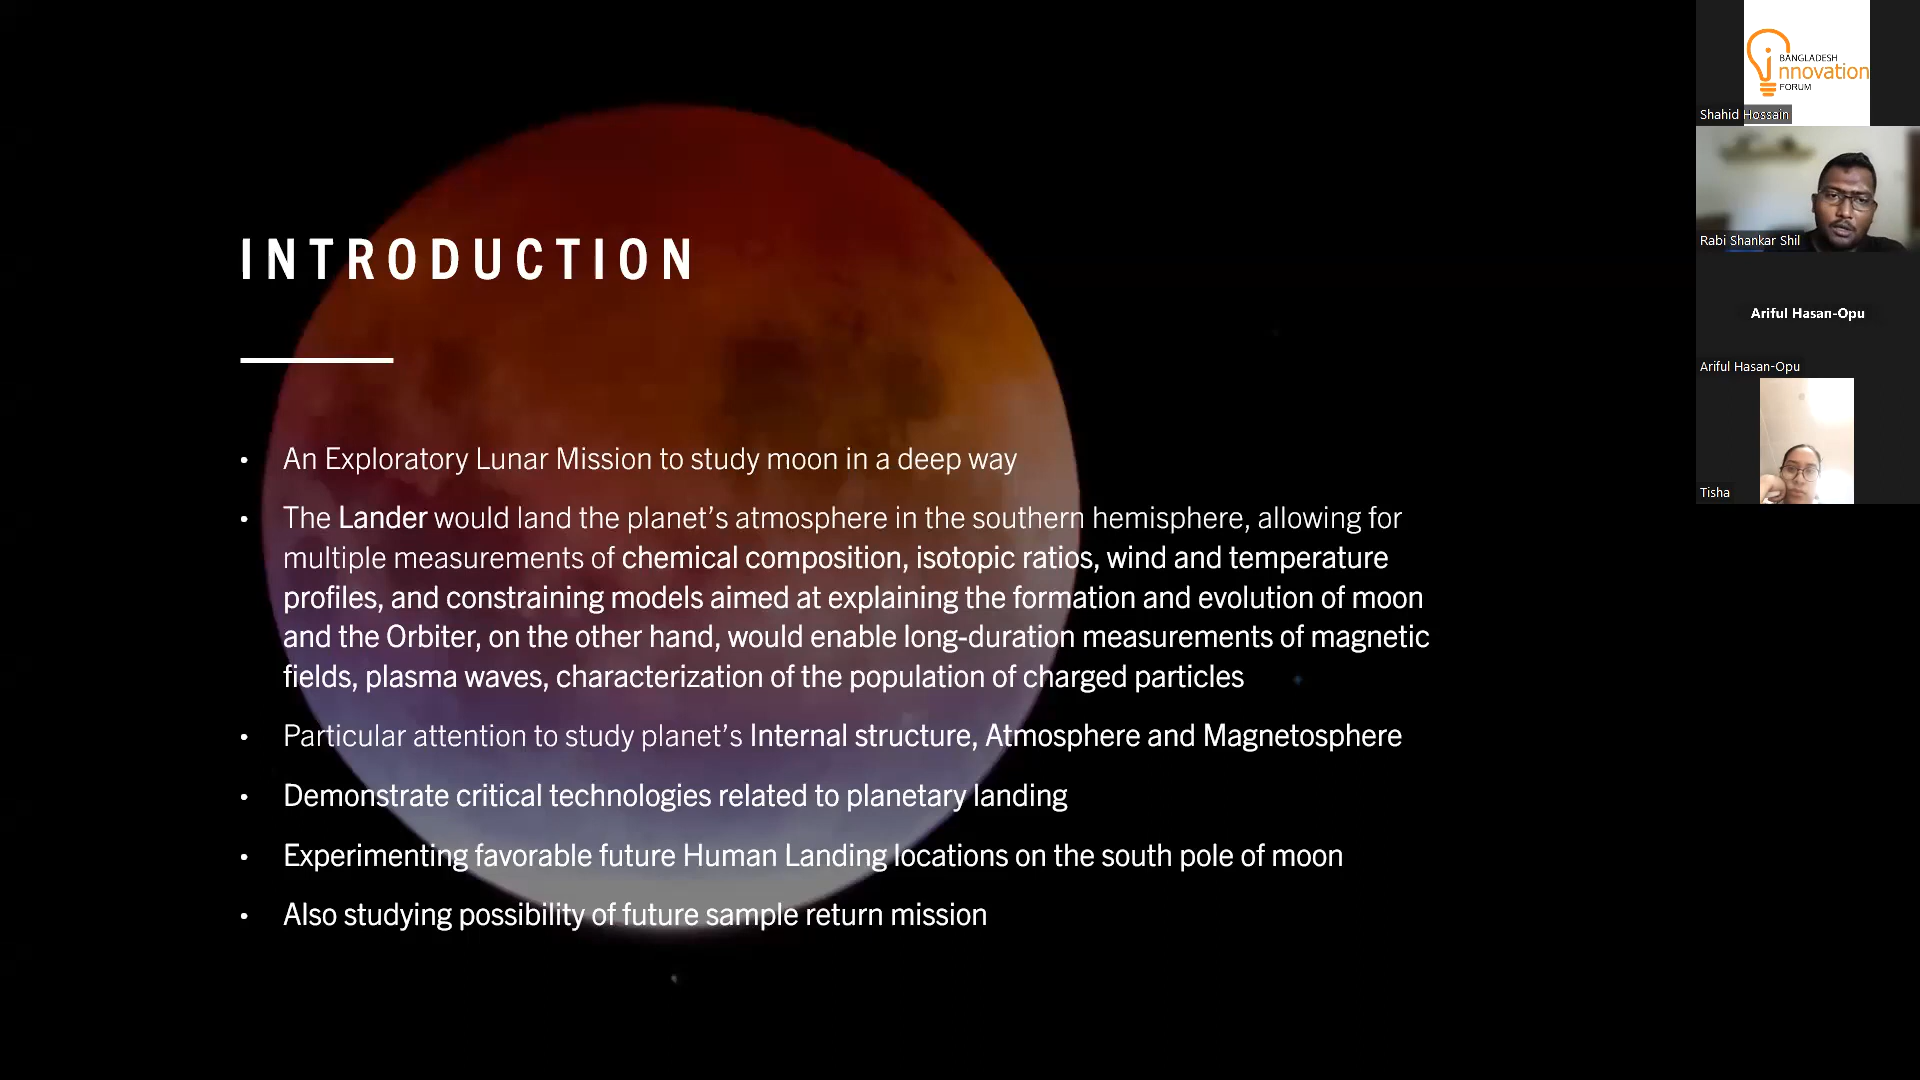 INTRODUCTION
• An Exploratory Lunar Mission to study moon in a deep way
• The Lander would land the planet’s atmosphere in the southern hemisphere, allowing for
multiple measurements of chemical composition, isotopic ratios, wind and temperature
profiles, and constraining models aimed at explaining the formation and evolution of moon
and the Orbiter, on the other hand, would enable long-duration measurements of magnetic
fields, plasma waves, characterization of the population of charged particles
• Particular attention to study planet’s Internal structure, Atmosphere and Magnetosphere
• Demonstrate critical technologies related to planetary landing
• Experimenting favorable future Human Landing locations on the south pole of moon
• Also studying possibility of future sample return mission
BANGLADESH
innovation
FORUM
Shahid Hossain
Rabi Shankar Shil
Ariful Hasan-Opu
Ariful Hasan-Opu
Tisha